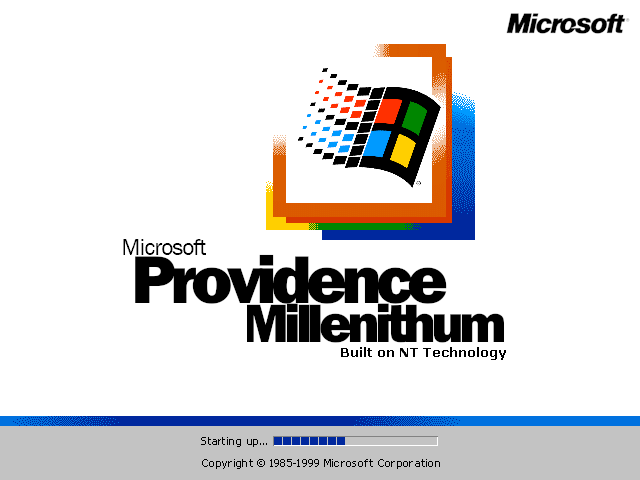 Microsoft
Microsoft
Providence
Millenithum
Built on NT Technology
Starting up...
Copyright © 1985-1999 Microsoft Corporation